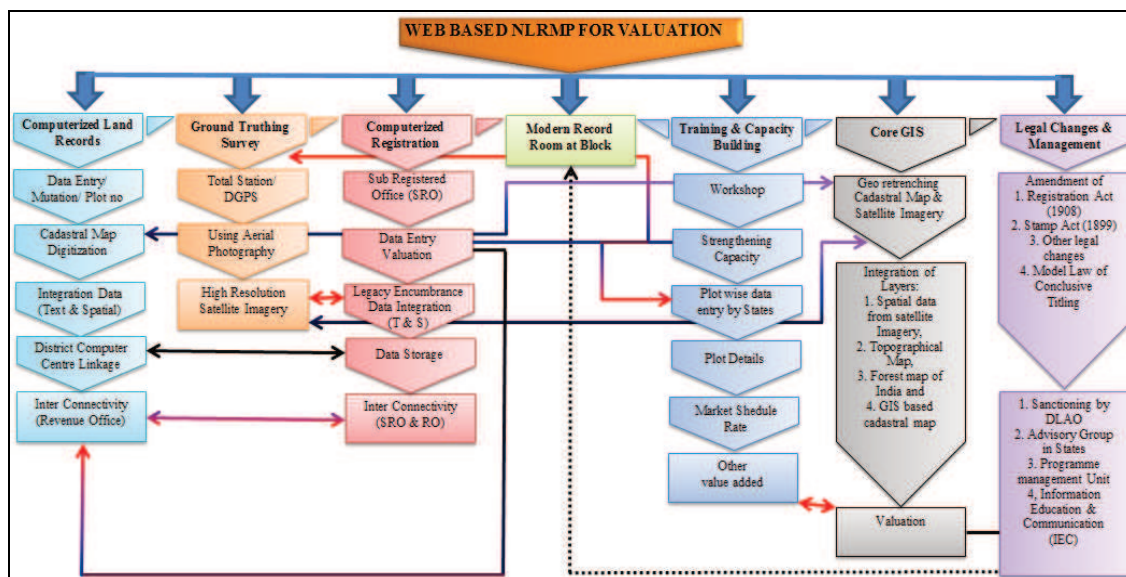 WEB BASED NLRMP FOR VALUATION
Computerized Land
Records
Data Entry/
Mutation/ Plot no
Cadastral Map
Digitization
Integration Data
(Text & Spatial)
District Computer
Centre Linkage
Inter Connectivity
(Revenue Office)
Ground Truthing
Survey
Total Station/
DGPS
Using Aerial
Photography
High Resolution
Satellite Imagery
Computerized
Registration
Sub Registered
Office (SRO)
Data Entry
Valuation
Legacy Encumbrance
Data Integration
(T & S)
Data Storage
Inter Connectivity
(SRO & RO)
Modern Record
Room at Block
Training & Capacity
Building
Workshop
Strengthening
Capacity
Plot wise data
entry by States
Plot Details
Market Shedule
Rate
Other
value added
Core GIS
Geo retrenching
Cadastral Map &
Satellite Imagery
Integration of
Layers:
1. Spatial data
from satellite
Imagery,
2. Topographical
Map,
3. Forest map of
India and
4. GIS based
cadastral map
Valuation
Legal Changes &
Management
Amendment of
1. Registration Act
(1908)
2. Stamp Act (1899)
3. Other legal
changes
4. Model Law of
Conclusive
Titling
1. Sanctioning by
DLAO
2. Advisory Group
in States
3. Programme
management Unit
4, Information
Education &
Communication
(IEC)